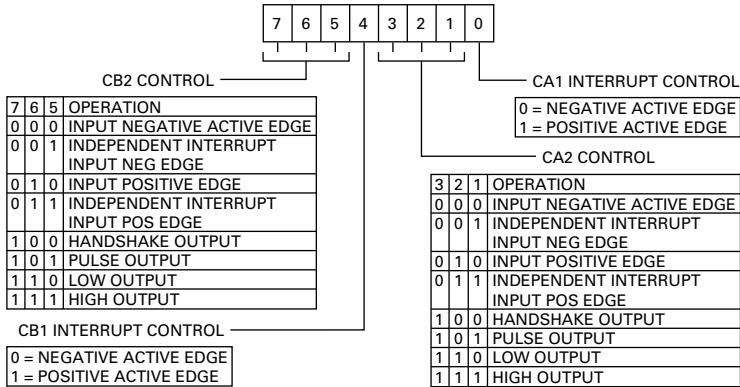 7 6 5 4 3 2 1 0
CB2 CONTROL
7 6 5 OPERATION
0 0 0 INPUT NEGATIVE ACTIVE EDGE
0 0 1 INDEPENDENT INTERRUPT
INPUT NEG EDGE
0 1 0 INPUT POSITIVE EDGE
0 1 1 INDEPENDENT INTERRUPT
INPUT POS EDGE
1 0 0 HANDSHAKE OUTPUT
1 0 1 PULSE OUTPUT
1 1 0 LOW OUTPUT
1 1 1 HIGH OUTPUT
CB1 INTERRUPT CONTROL
0 = NEGATIVE ACTIVE EDGE
1 = POSITIVE ACTIVE EDGE
CA1 INTERRUPT CONTROL
0 = NEGATIVE ACTIVE EDGE
1 = POSITIVE ACTIVE EDGE
CA2 CONTROL
3 2 1 OPERATION
0 0 0 INPUT NEGATIVE ACTIVE EDGE
0 0 1 INDEPENDENT INTERRUPT
INPUT NEG EDGE
0 1 0 INPUT POSITIVE EDGE
0 1 1 INDEPENDENT INTERRUPT
INPUT POS EDGE
1 0 0 HANDSHAKE OUTPUT
1 0 1 PULSE OUTPUT
1 1 0 LOW OUTPUT
1 1 1 HIGH OUTPUT